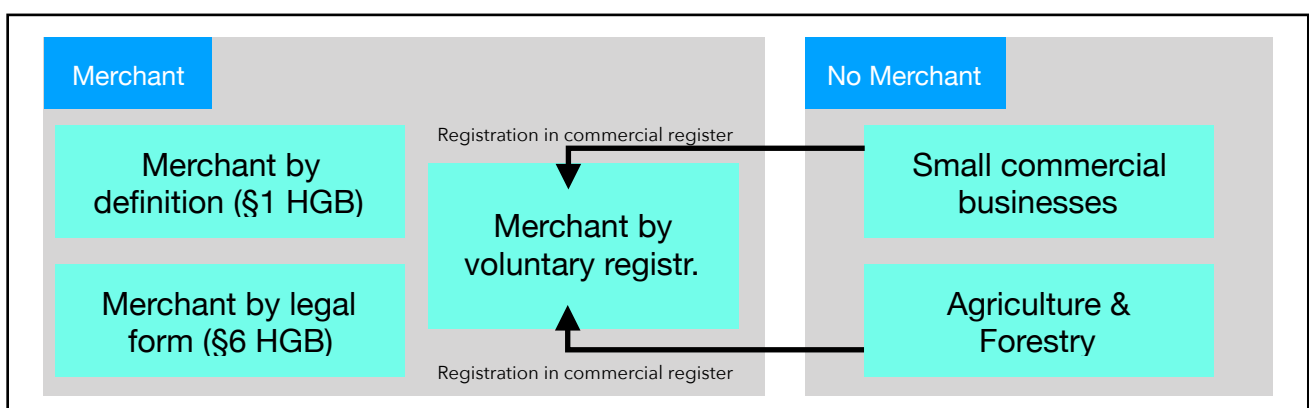 Merchant
Merchant by
definition (§1 HGB)
Merchant by legal
form (§6 HGB)
Registration in commercial register
Merchant by
voluntary registr.
Registration in commercial register
No Merchant
Small commercial
businesses
Agriculture &
Forestry